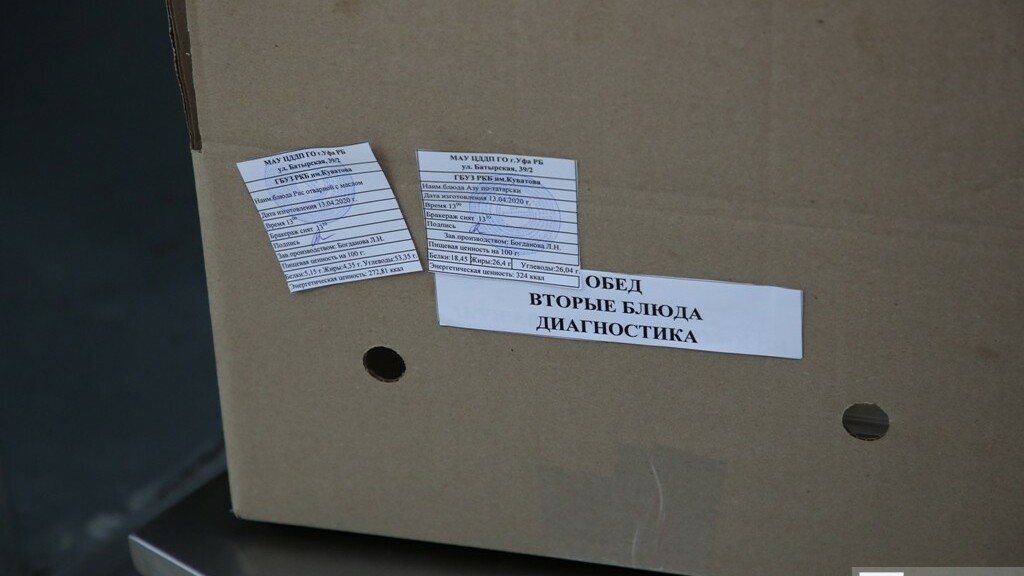 МАУ ЦДДП ГО г.Уфа РБ
ул. Батырская, 39/2
ГБУЗ РКБ им.Куватова
Наим.блюда Рис отварной с маслом
Дата изготовления 13.04.2020 г.
Время 13⁰⁰
Бракераж снят 13⁰⁰
Подпись
Зав.производством: Богданова Л.Н.
Пищевая ценность на 100 г:
Белки:5,15 г Жиры:4,35 г. Углеводы:53,35 г.
Энергетическая ценность: 272,81 ккал
МАУ ЦДДП ГО г.Уфа РБ
ул. Батырская, 39/2
ГБУЗ РКБ им.Куватова
Наим.блюда Азу по-татарски
Дата изготовления 13.04.2020 г.
Время 13⁰⁰
Бракераж снят 13⁰⁰
Подпись
Зав.производством: Богданова Л.Н.
Пищевая ценность на 100 г:
Белки:18,45 Жиры:26,4 г Углеводы:26,04 г
Энергетическая ценность: 324 ккал
ОБЕД
ВТОРЫЕ БЛЮДА
ДИАГНОСТИКА